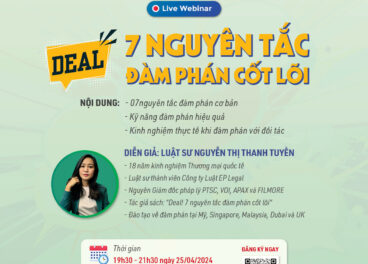 Live Webinar
DEAL
7 NGUYÊN TẮC
ĐÀM PHÁN CỐT LÕI
NỘI DUNG: - 07nguyên tắc đàm phán cơ bản
- Kỹ năng đàm phán hiệu quả
- Kinh nghiệm thực tế khi đàm phán với đối tác
DIỄN GIẢ: LUẬT SƯ NGUYỄN THỊ THANH TUYÊN
- 18 năm kinh nghiệm Thương mại quốc tế
- Luật sư thành viên Công ty Luật EP Legal
- Nguyên Giám đốc pháp lý PTSC, VOI, APAX và FILMORE
- Tác giả sách: "Deal! 7 nguyên tắc đàm phán cốt lõi"
- Đào tạo về đàm phán tại Mỹ, Singapore, Malaysia, Dubai và UK
Thời gian
19h30 - 21h30 ngày 25/04/2024
ĐĂNG KÝ NGAY